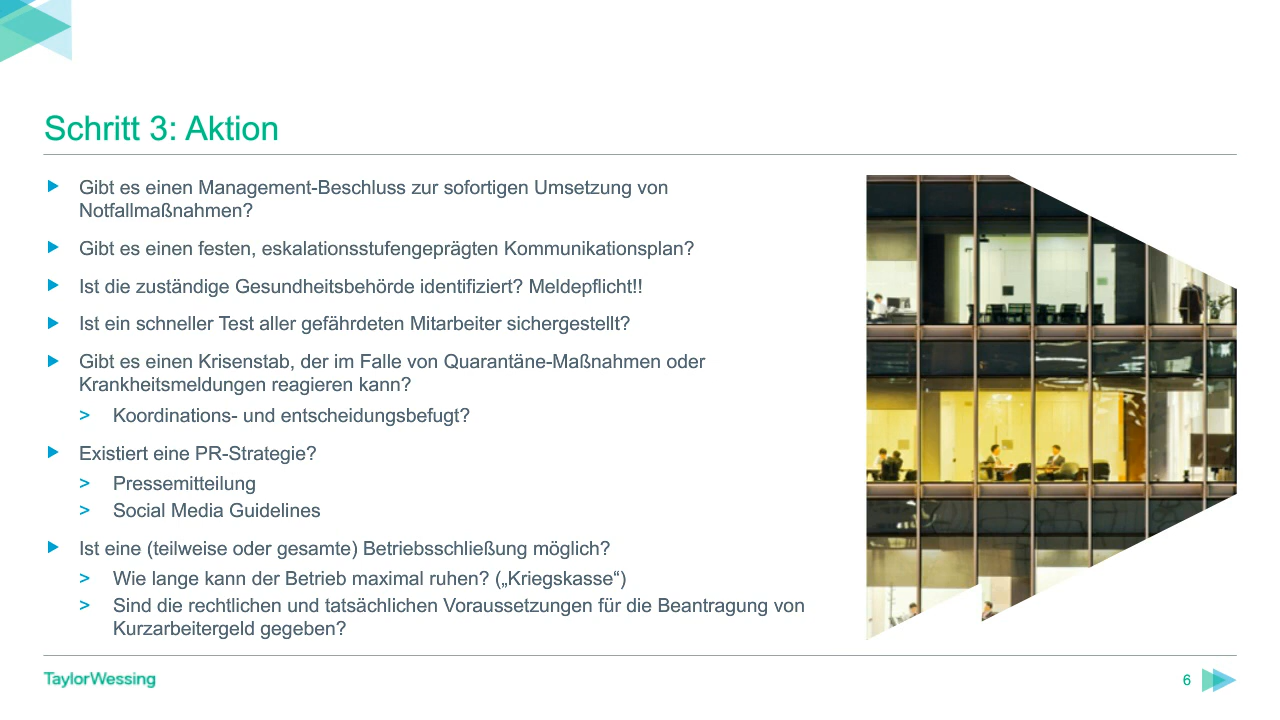 Schritt 3: Aktion
Gibt es einen Management-Beschluss zur sofortigen Umsetzung von
Notfallmaßnahmen?
Gibt es einen festen, eskalationsstufengeprägten Kommunikationsplan?
Ist die zuständige Gesundheitsbehörde identifiziert? Meldepflicht!!
Ist ein schneller Test aller gefährdeten Mitarbeiter sichergestellt?
Gibt es einen Krisenstab, der im Falle von Quarantäne-Maßnahmen oder
Krankheitsmeldungen reagieren kann?
> Koordinations- und entscheidungsbefugt?
Existiert eine PR-Strategie?
> Pressemitteilung
> Social Media Guidelines
Ist eine (teilweise oder gesamte) Betriebsschließung möglich?
> Wie lange kann der Betrieb maximal ruhen? („Kriegskasse“)
> Sind die rechtlichen und tatsächlichen Voraussetzungen für die Beantragung von
Kurzarbeitergeld gegeben?
TaylorWessing
6